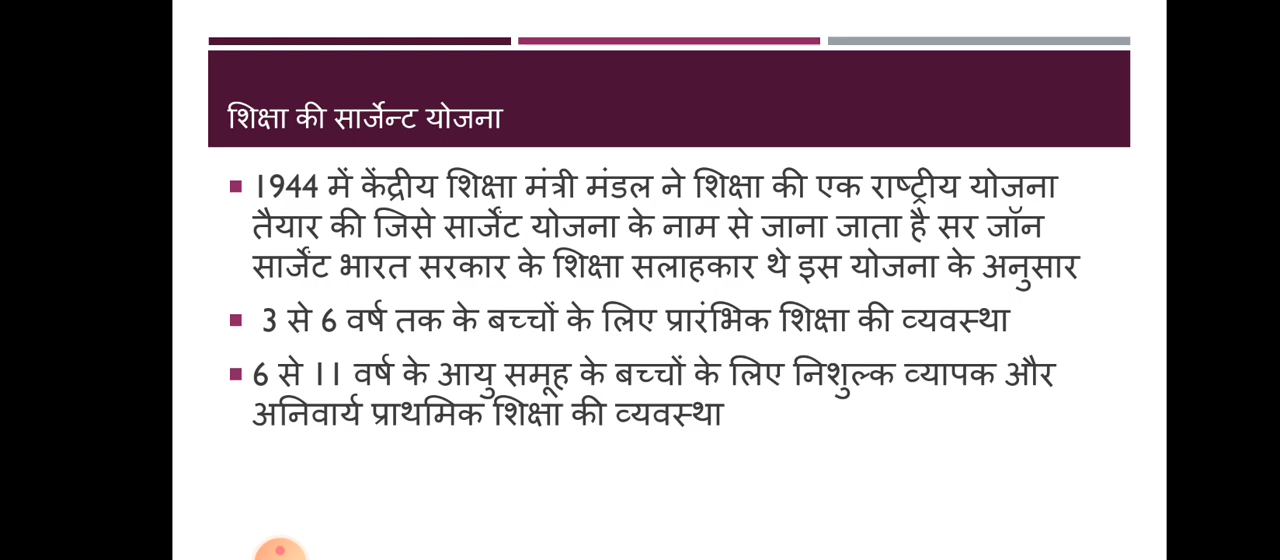 शिक्षा की सार्जेन्ट योजना
1944 में केंद्रीय शिक्षा मंत्री मंडल ने शिक्षा की एक राष्ट्रीय योजना
तैयार की जिसे सार्जेंट योजना के नाम से जाना जाता है सर जॉन
सार्जेंट भारत सरकार के शिक्षा सलाहकार थे इस योजना के अनुसार
3 से 6 वर्ष तक के बच्चों के लिए प्रारंभिक शिक्षा की व्यवस्था
6 से 11 वर्ष के आयु समूह के बच्चों के लिए निशुल्क व्यापक और
अनिवार्य प्राथमिक शिक्षा की व्यवस्था